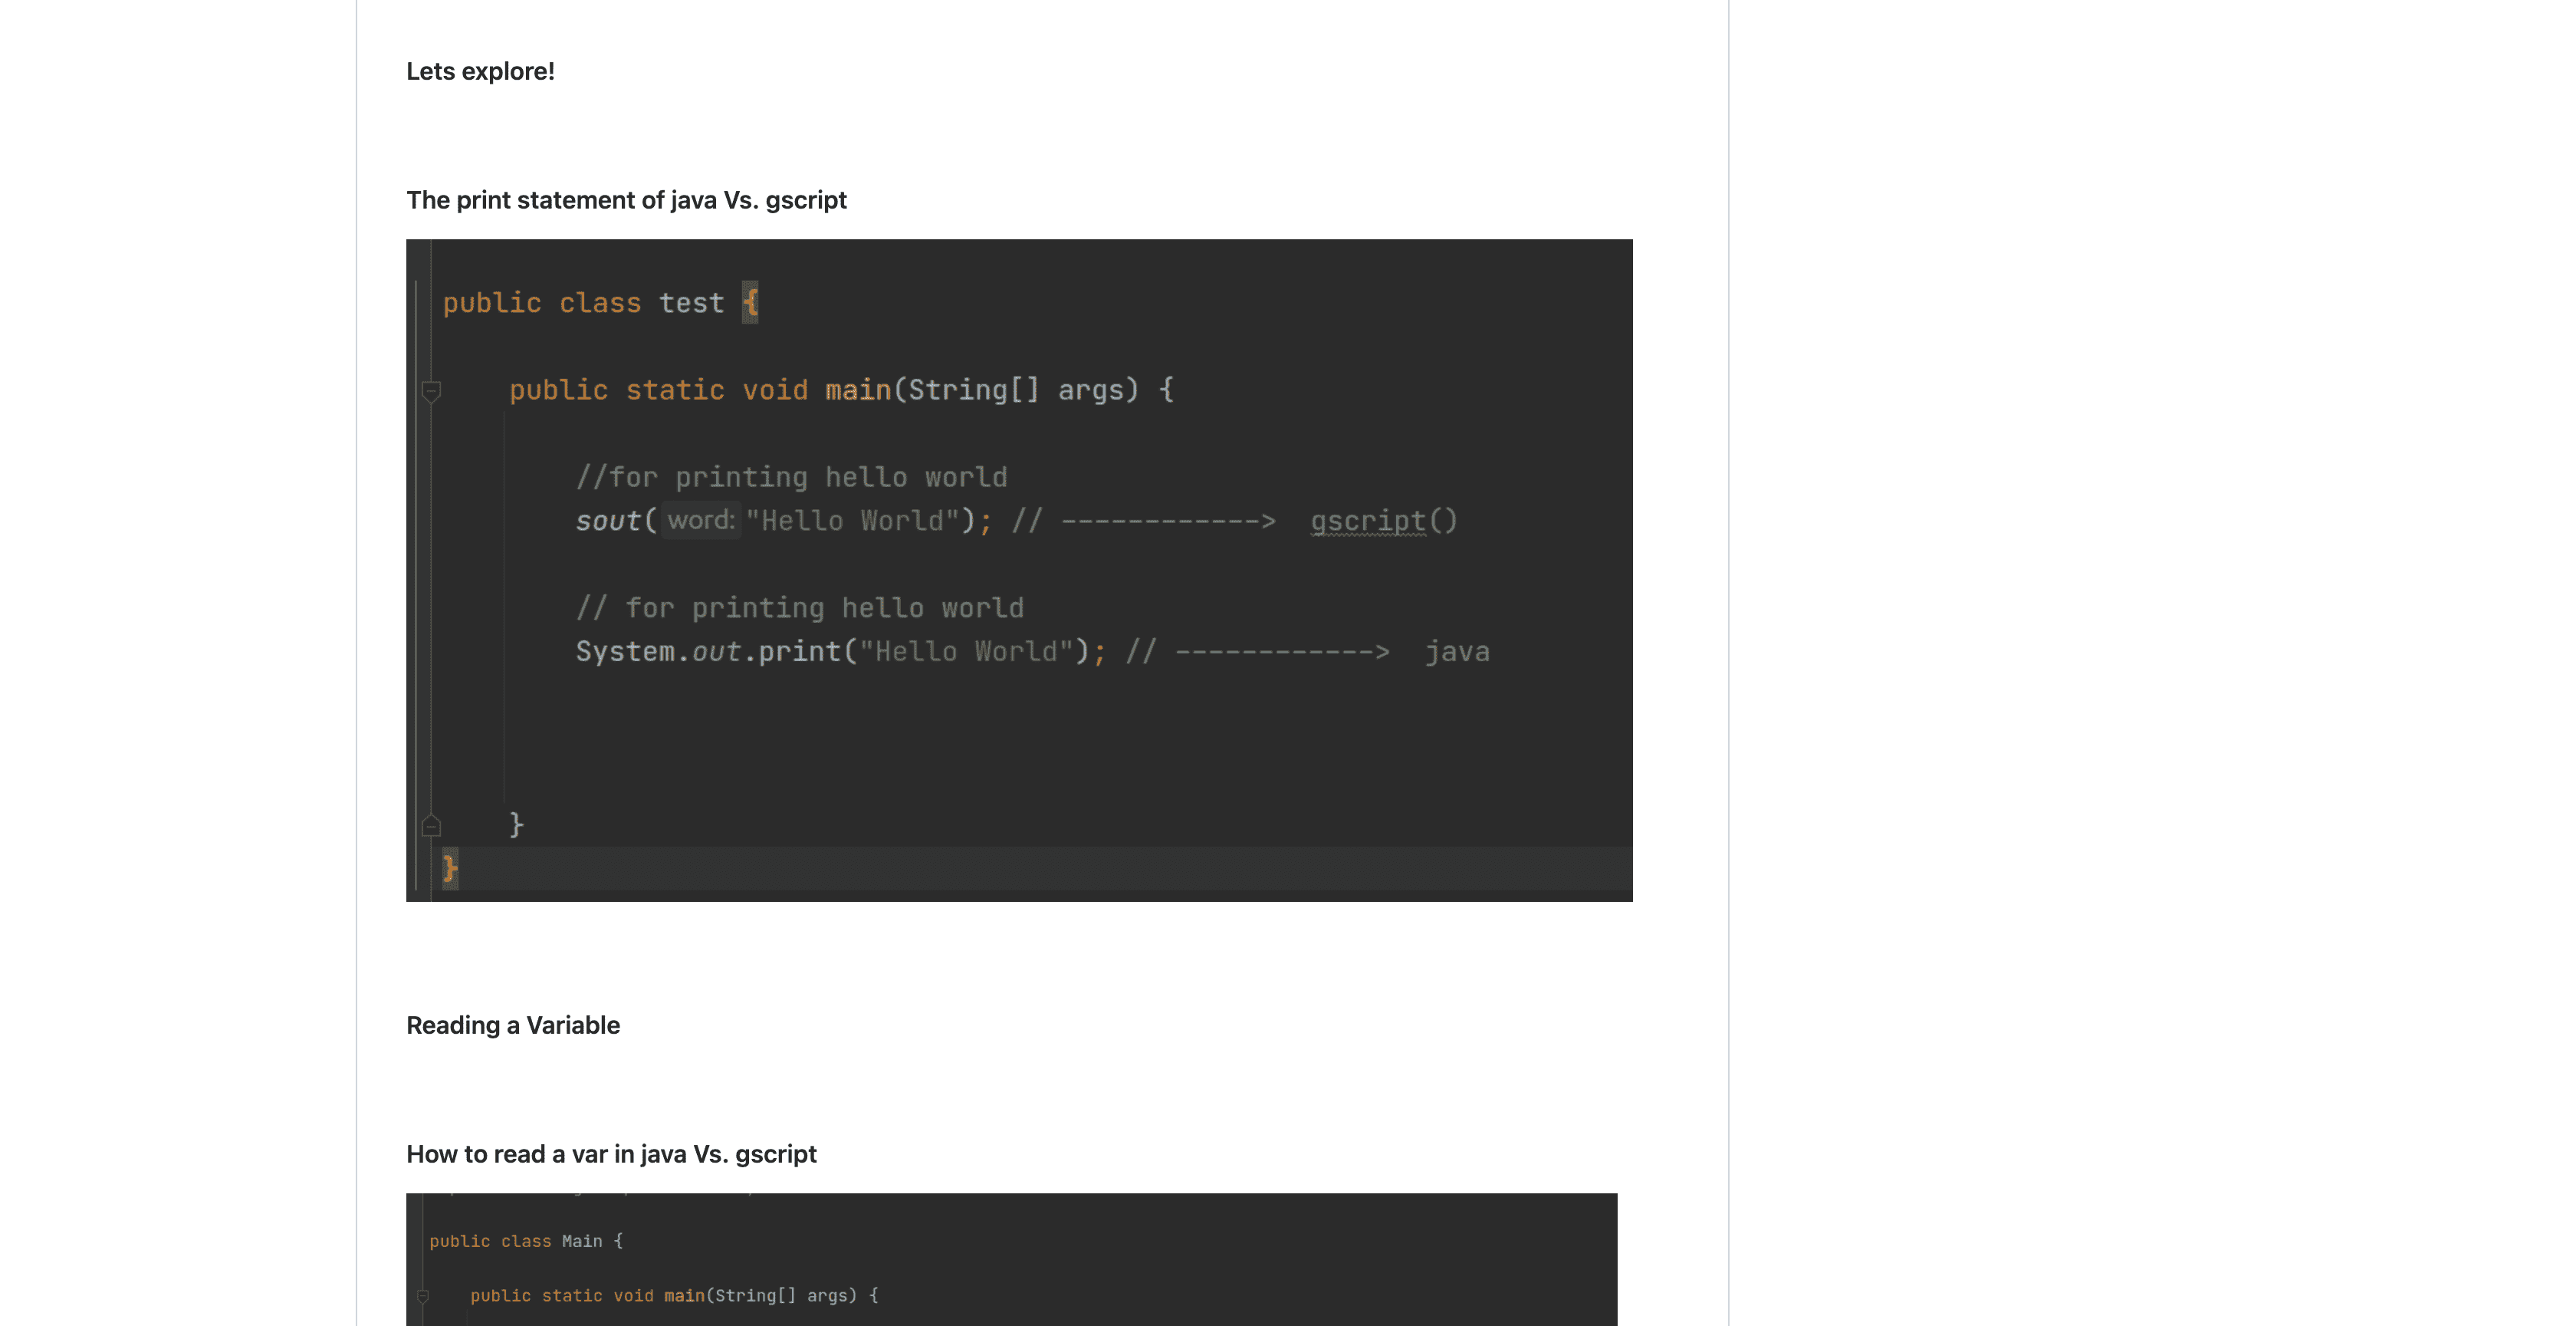 Lets explore!
The print statement of java Vs. gscript
public class test {
public static void main(String[] args) {
//for printing hello world
sout( word: "Hello World"); // ------------> gscript()
// for printing hello world
System.out.print("Hello World"); // ------------> java
}
}
Reading a Variable
How to read a var in java Vs. gscript
public class Main {
public static void main(String[] args) {